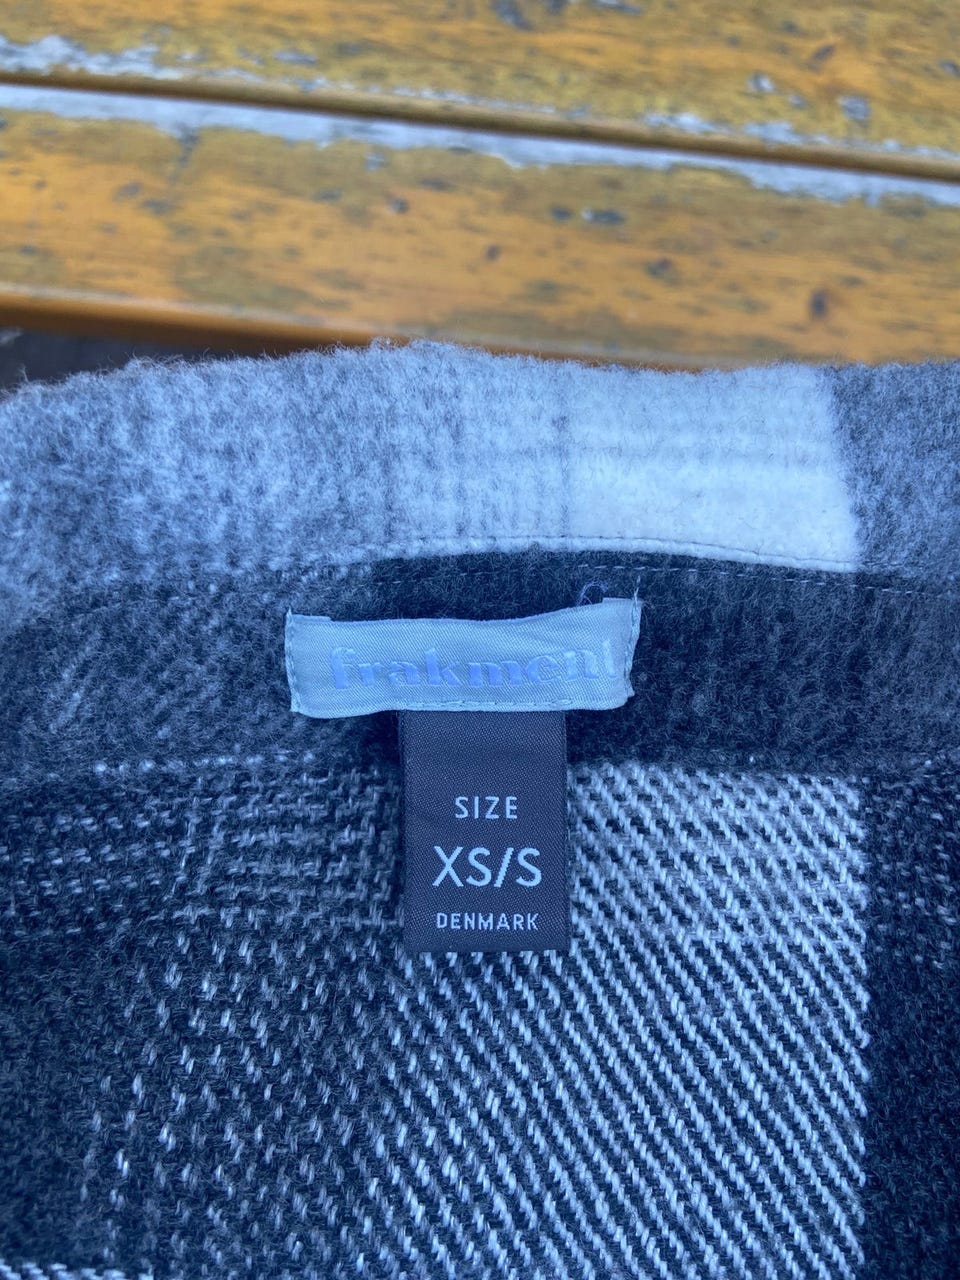 frakment
SIZE
XS/S
DENMARK